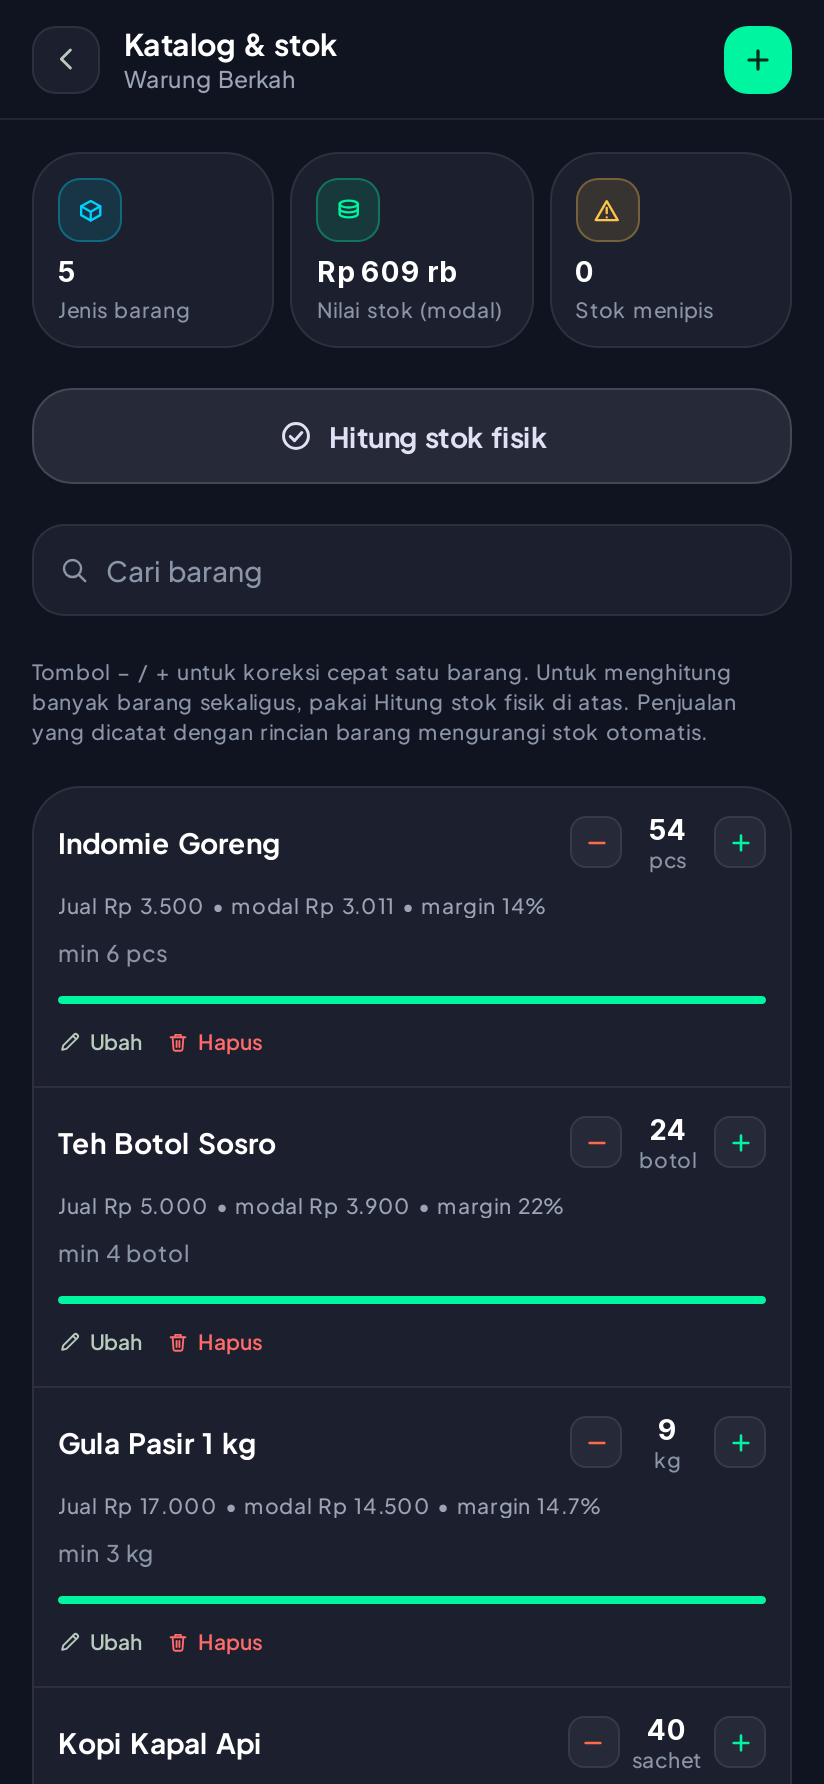 Katalog & stok
Warung Berkah
5
Jenis barang
Rp 609 rb
Nilai stok (modal)
0
Stok menipis
Hitung stok fisik
Cari barang
Tombol − / + untuk koreksi cepat satu barang. Untuk menghitung
banyak barang sekaligus, pakai Hitung stok fisik di atas. Penjualan
yang dicatat dengan rincian barang mengurangi stok otomatis.
Indomie Goreng
54
pcs
Jual Rp 3.500 • modal Rp 3.011 • margin 14%
min 6 pcs
Ubah
Hapus
Teh Botol Sosro
24
botol
Jual Rp 5.000 • modal Rp 3.900 • margin 22%
min 4 botol
Ubah
Hapus
Gula Pasir 1 kg
9
kg
Jual Rp 17.000 • modal Rp 14.500 • margin 14.7%
min 3 kg
Ubah
Hapus
Kopi Kapal Api
40
sachet